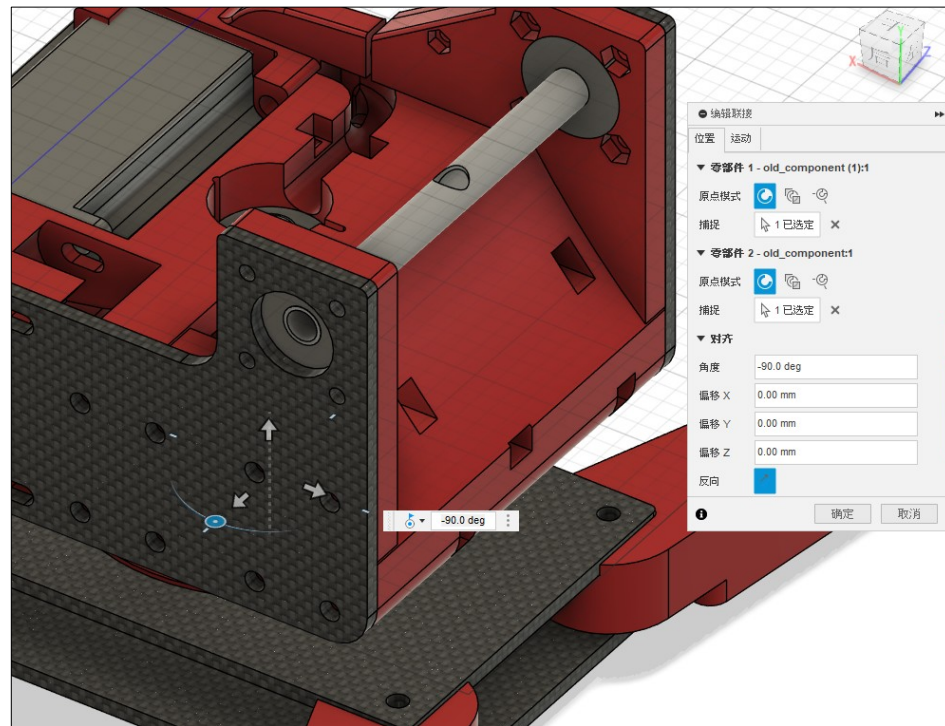 上
后
X
Y
Z
编辑联接
位置 运动
零部件 1 - old_component (1):1
原点模式
捕捉 1 已选定
零部件 2 - old_component:1
原点模式
捕捉 1 已选定
对齐
角度 -90.0 deg
偏移 X 0.00 mm
偏移 Y 0.00 mm
偏移 Z 0.00 mm
反向
确定 取消
-90.0 deg